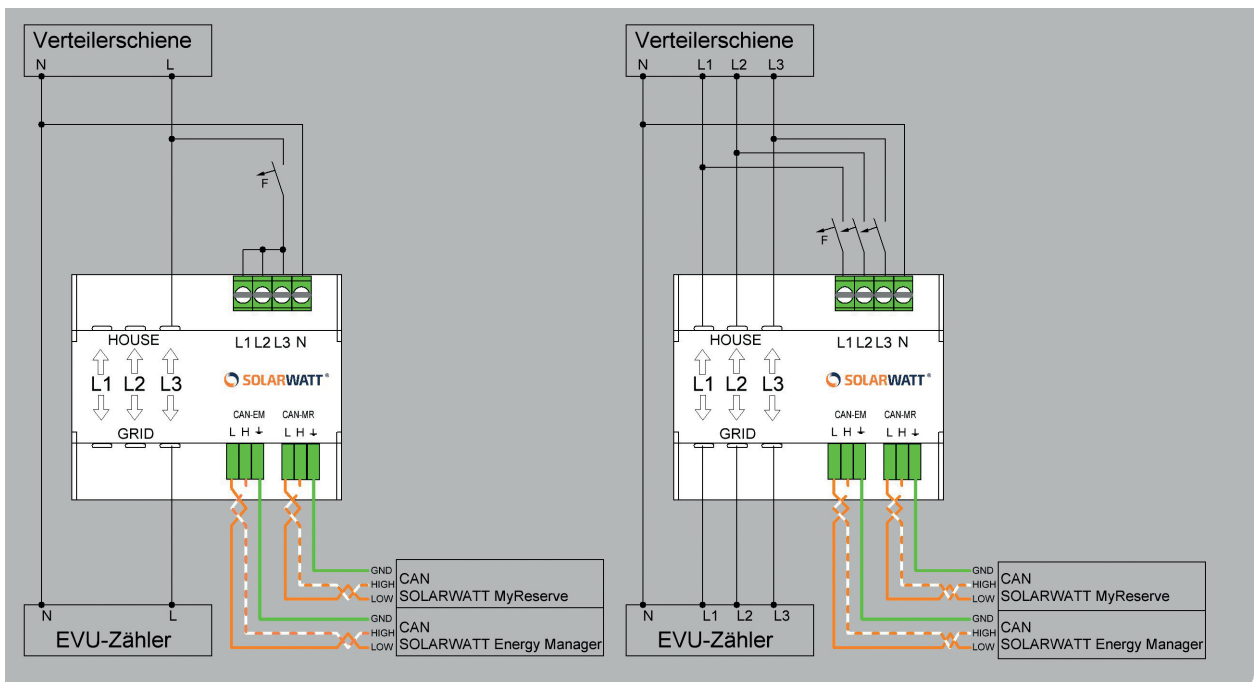 Verteilerschiene
N L
F
HOUSE
L1 L2 L3 N
L1 L2 L3
SOLARWATT®
CAN-EM CAN-MR
GRID
L H L H
GND
HIGH
LOW
CAN
SOLARWATT MyReserve
GND
HIGH
LOW
CAN
SOLARWATT Energy Manager
N L
EVU-Zähler
Verteilerschiene
N L1 L2 L3
F
HOUSE
L1 L2 L3 N
L1 L2 L3
SOLARWATT®
CAN-EM CAN-MR
GRID
L H L H
GND
HIGH
LOW
CAN
SOLARWATT MyReserve
GND
HIGH
LOW
CAN
SOLARWATT Energy Manager
N L1 L2 L3
EVU-Zähler